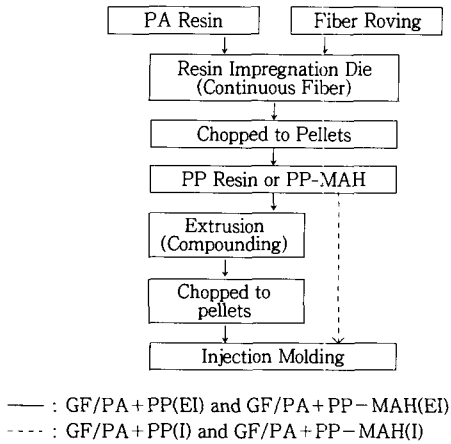 PA Resin
Fiber Roving
Resin Impregnation Die
(Continuous Fiber)
Chopped to Pellets
PP Resin or PP-MAH
Extrusion
(Compounding)
Chopped to
pellets
Injection Molding
—— : GF/PA+PP(EI) and GF/PA+PP-MAH(EI)
---- : GF/PA+PP(I) and GF/PA+PP-MAH(I)